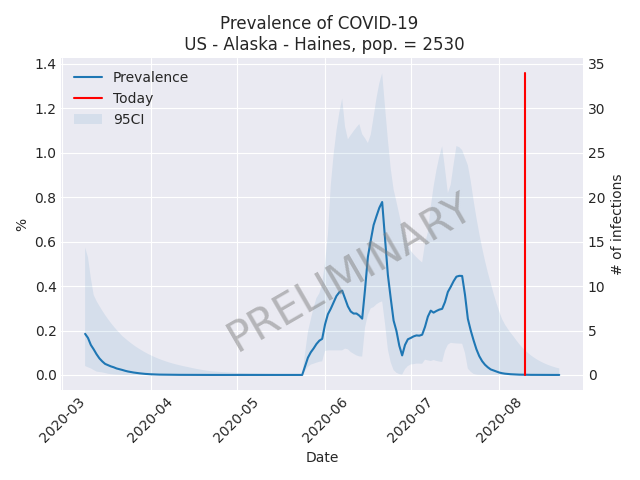 Prevalence of COVID-19
US - Alaska - Haines, pop. = 2530
Prevalence
Today
95CI
PRELIMINARY
1.4
1.2
1.0
0.8
0.6
0.4
0.2
0.0
%
35
30
25
20
15
10
5
0
# of infections
2020-03
2020-04
2020-05
2020-06
2020-07
2020-08
Date